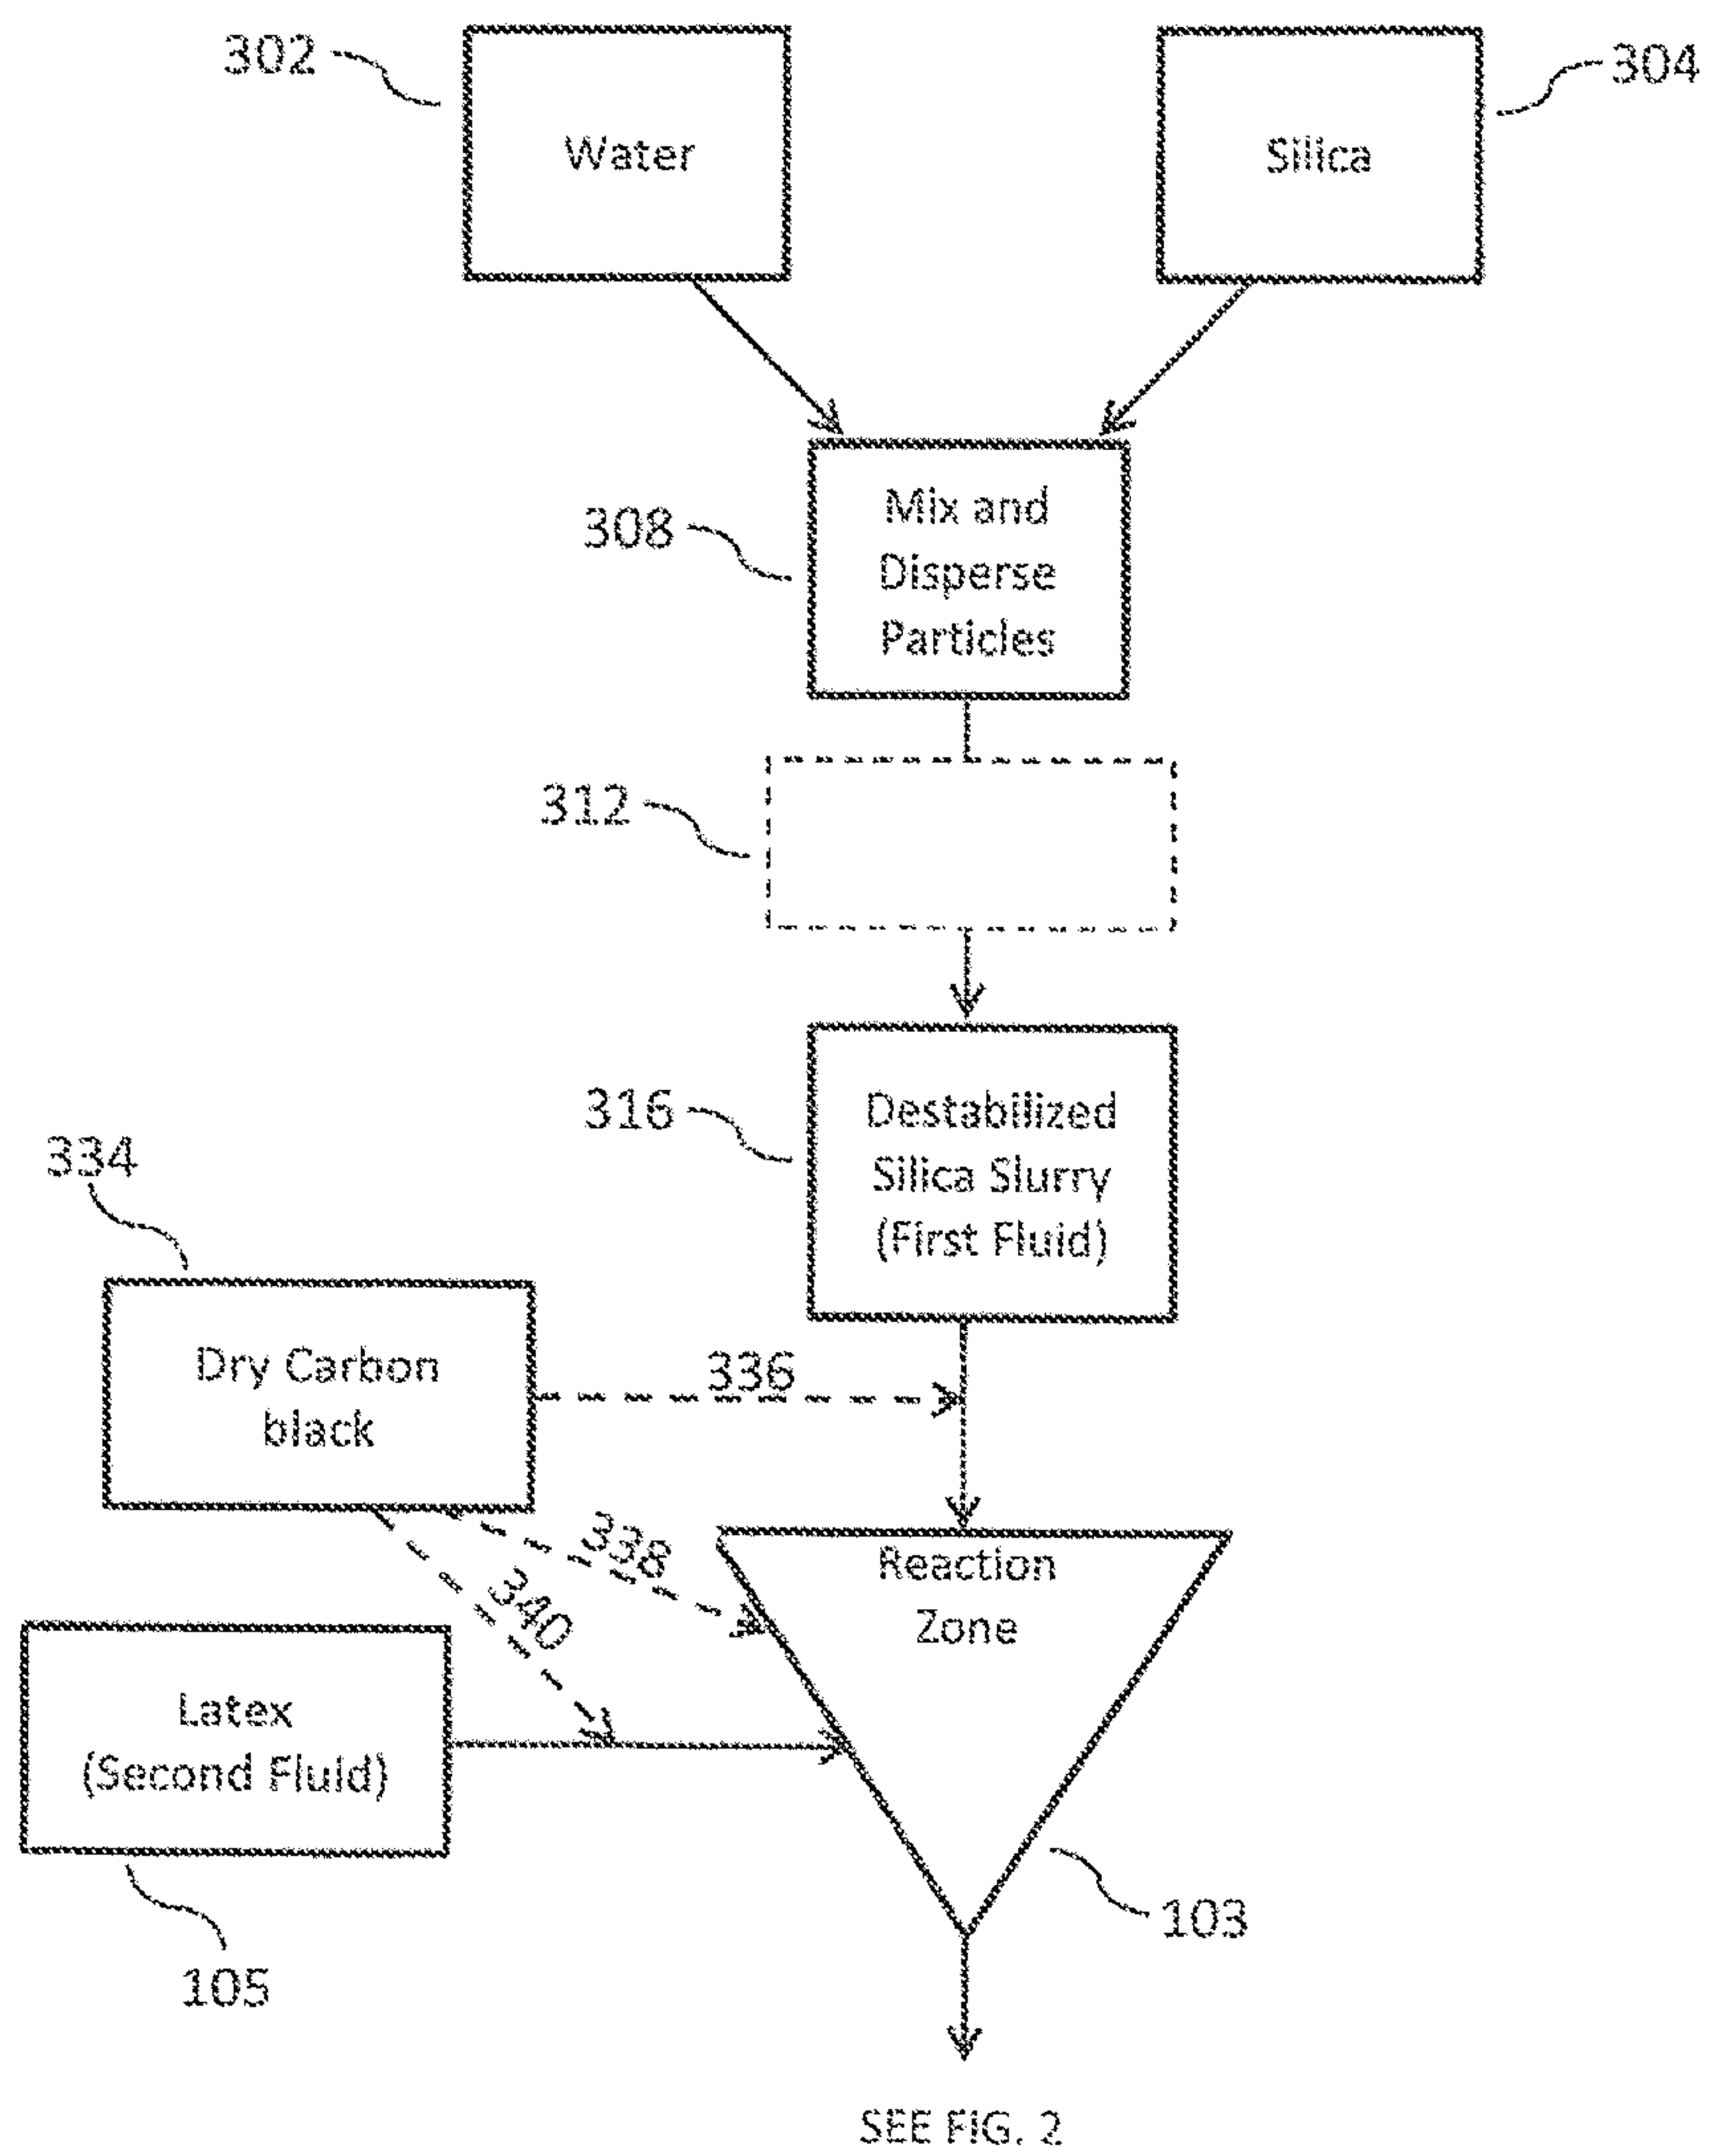 302
Water
Silica
304
308
Mix and
Disperse
Particles
312
316
Destabilized
Silica Slurry
(First Fluid)
334
Dry Carbon
black
336
338
340
Reaction
Zone
Latex
(Second Fluid)
105
103
SEE FIG. 2